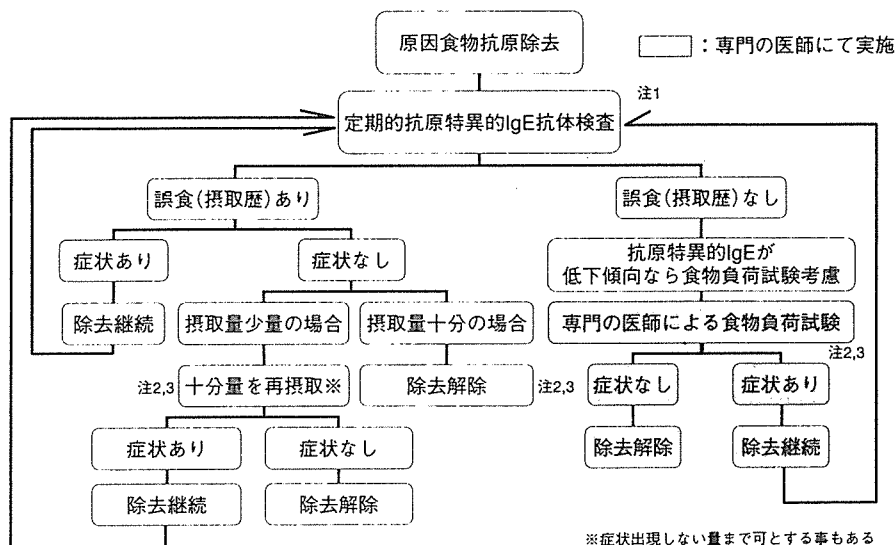 原因食物抗原除去
:専門の医師にて実施
注1
定期的抗原特異的IgE抗体検査
誤食(摂取歴)あり
誤食(摂取歴)なし
症状あり
症状なし
抗原特異的IgEが
低下傾向なら食物負荷試験考慮
除去継続
摂取量少量の場合
摂取量十分の場合
専門の医師による食物負荷試験
注2,3
注2,3
十分量を再摂取※
除去解除
注2,3
症状なし
症状あり
症状あり
症状なし
除去解除
除去継続
除去継続
除去解除
※症状出現しない量まで可とする事もある